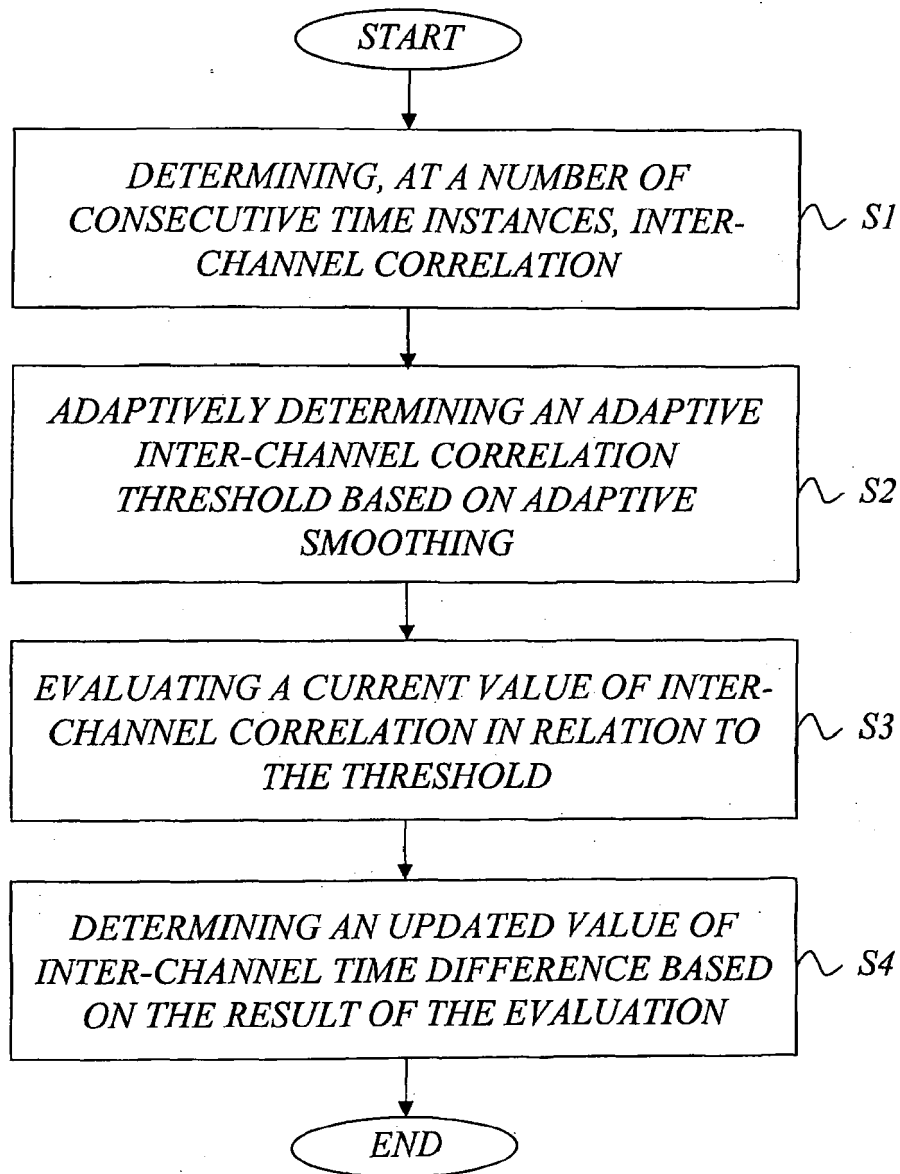 START
DETERMINING, AT A NUMBER OF
CONSECUTIVE TIME INSTANCES, INTER-
CHANNEL CORRELATION
S1
ADAPTIVELY DETERMINING AN ADAPTIVE
INTER-CHANNEL CORRELATION
THRESHOLD BASED ON ADAPTIVE
SMOOTHING
S2
EVALUATING A CURRENT VALUE OF INTER-
CHANNEL CORRELATION IN RELATION TO
THE THRESHOLD
S3
DETERMINING AN UPDATED VALUE OF
INTER-CHANNEL TIME DIFFERENCE BASED
ON THE RESULT OF THE EVALUATION
S4
END